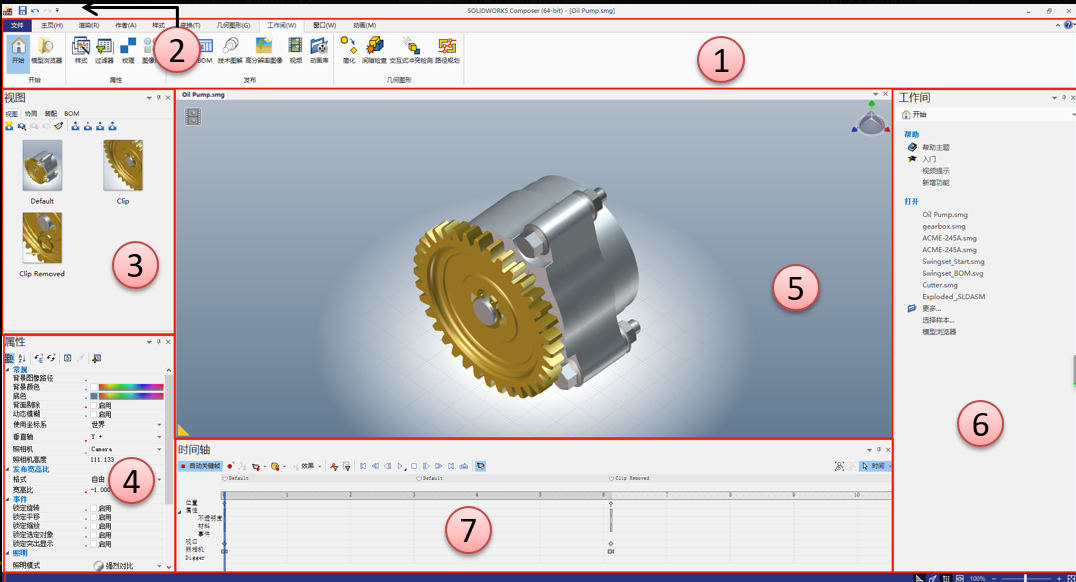 SOLIDWORKS Composer (64-bit) - [Oil Pump.smg]
文件 主页(H) 渲染(R) 作者(A) 样式 变换(T) 几何图形(G) 工作间(W) 窗口(W) 动画(M)
2
1
开始 模型浏览器 样式 过滤器 纹理 BOM 技术图解 高分辨率图像 视频 动画库 简化 间隙检查 交互式冲突检测 路径规划
开始 属性 发布 几何图形
视图
视图 协同 装配 BOM
Default Clip
Clip Removed
3
Oil Pump.smg
5
工作间
开始
帮助
帮助主题
入门
视频提示
新增功能
打开
Oil Pump.smg
gearbox.smg
ACME-245A.smg
ACME-245A.smg
Swingset_Start.smg
Swingset_BOM.svg
Cutter.smg
Exploded_SLDASM
更多...
选择样本...
模型浏览器
6
属性
常规
背景图像路径
背景颜色
底色
背面剔除 启用
动态模糊 启用
使用坐标系 世界
垂直轴 Y +
照相机 Camera
照相机高度 111.133
发布宽高比
格式 自由
宽高比 -1.000
事件
锁定旋转 启用
锁定平移 启用
锁定缩放 启用
锁定选定对象 启用
锁定突出显示 启用
照明
照明模式 强烈对比
4
时间轴
自动关键帧 效果 时间
Default Default Clip Removed
1 2 3 4 5 6 7 8 9 10
位置
属性
不透明度
材料
事件
视口
照相机
Digger
7
100%